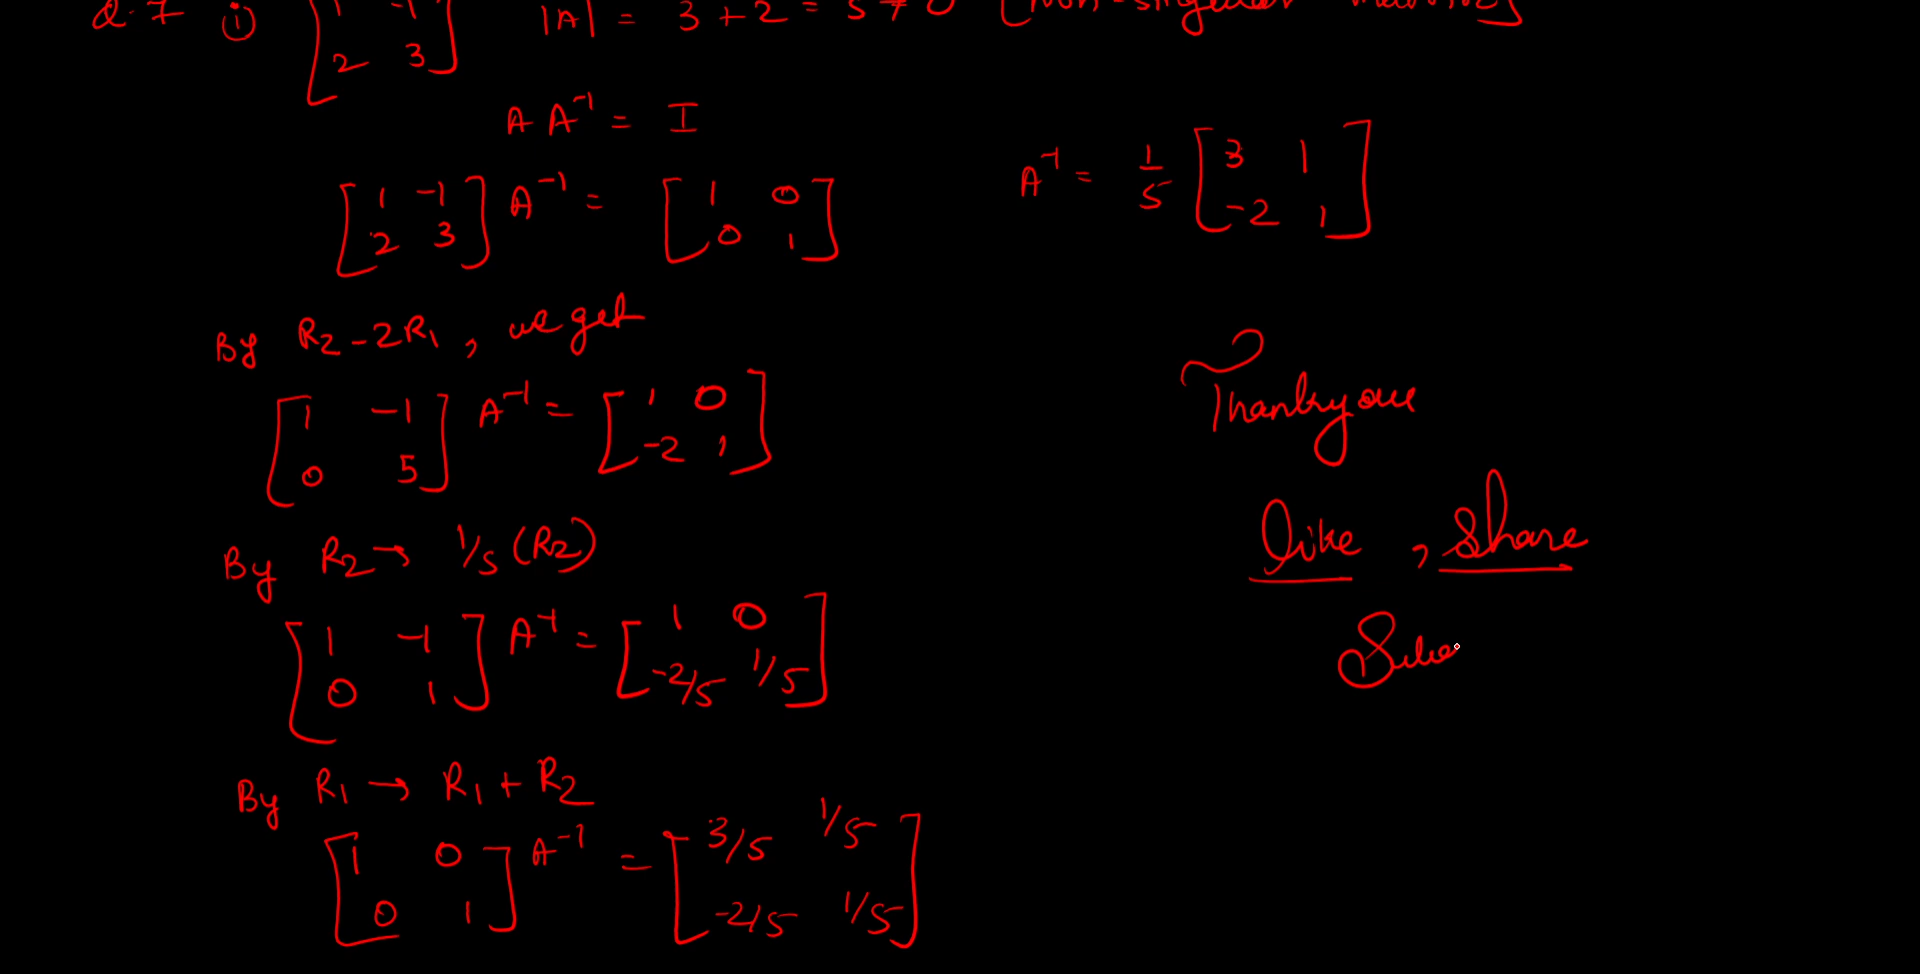 Q.7 (i) [1 -1
2 3] |A| = 3 + 2 = 5 ≠ 0 [Non-singular matrix]
A A⁻¹ = I
[1 -1
2 3] A⁻¹ = [1 0
0 1]
By R₂ - 2R₁, we get
[1 -1
0 5] A⁻¹ = [1 0
-2 1]
By R₂ → 1/5 (R₂)
[1 -1
0 1] A⁻¹ = [1 0
-2/5 1/5]
By R₁ → R₁ + R₂
[1 0
0 1] A⁻¹ = [3/5 1/5
-2/5 1/5]
A⁻¹ = 1/5 [3 1
-2 1]
Thankyou
like , Share